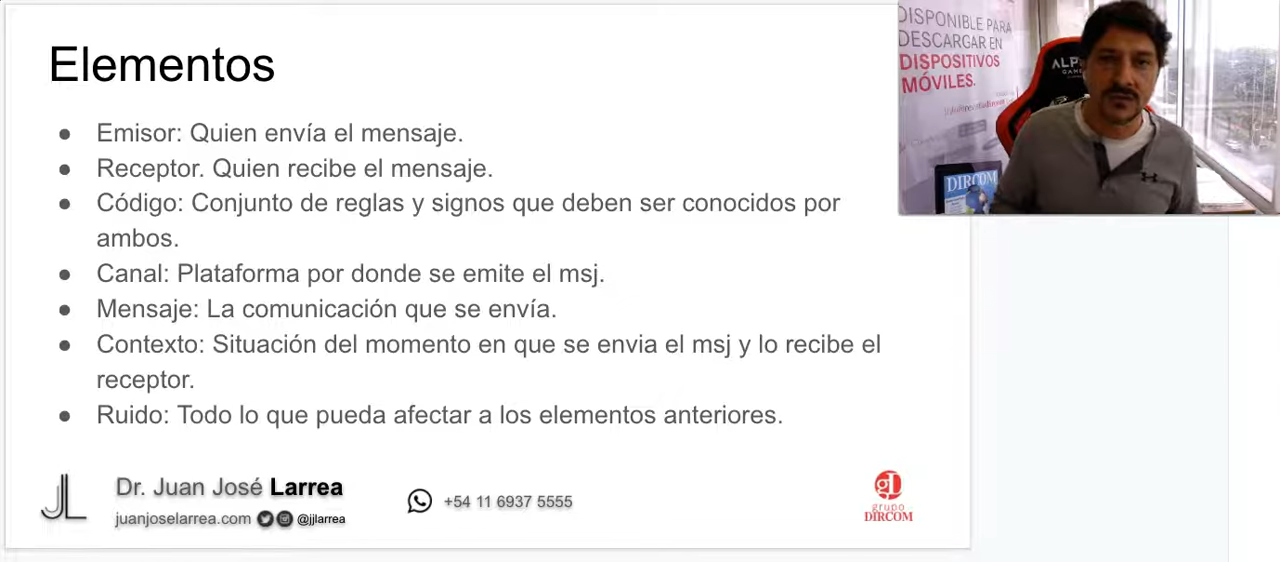 Elementos
● Emisor: Quien envía el mensaje.
● Receptor. Quien recibe el mensaje.
● Código: Conjunto de reglas y signos que deben ser conocidos por
ambos.
● Canal: Plataforma por donde se emite el msj.
● Mensaje: La comunicación que se envía.
● Contexto: Situación del momento en que se envia el msj y lo recibe el
receptor.
● Ruido: Todo lo que pueda afectar a los elementos anteriores.
JL
Dr. Juan José Larrea
juanjoselarrea.com @jjlarrea
+54 11 6937 5555
gL
grupo
DIRCOM
DISPONIBLE PARA
DESCARGAR EN
DISPOSITIVOS
MÓVILES.
DIRCOM